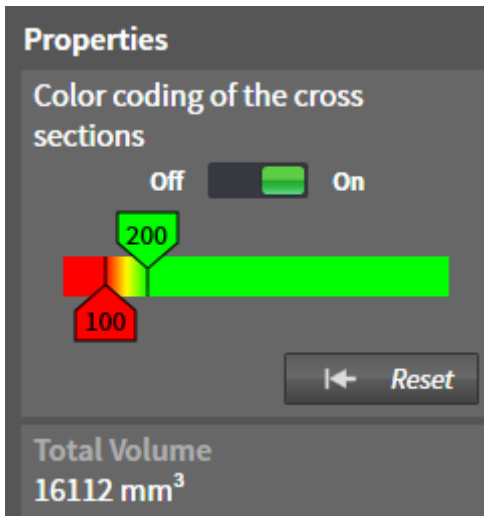 Properties
Color coding of the cross
sections
Off On
200
100
Reset
Total Volume
16112 mm³